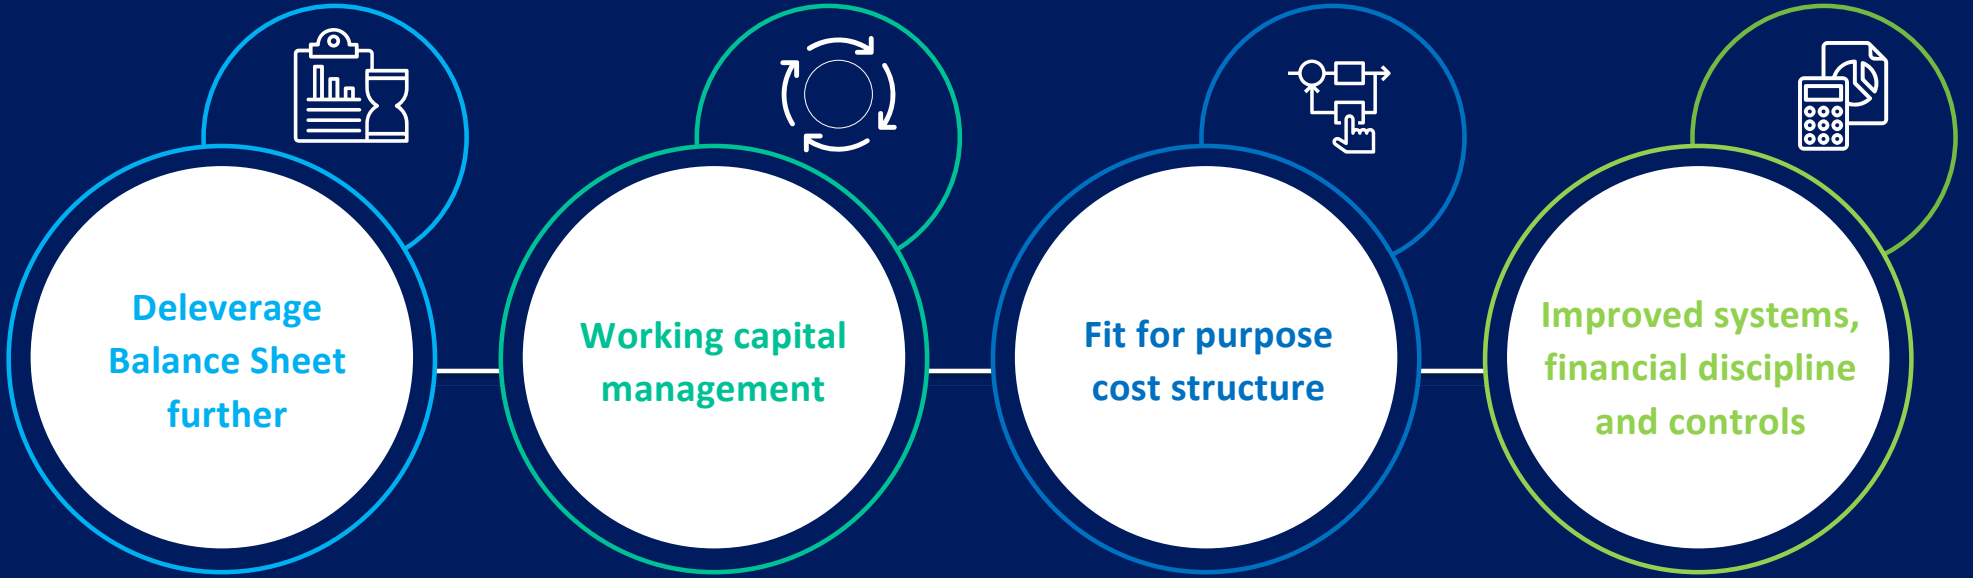 Deleverage
Balance Sheet
further
Working capital
management
Fit for purpose
cost structure
Improved systems,
financial discipline
and controls